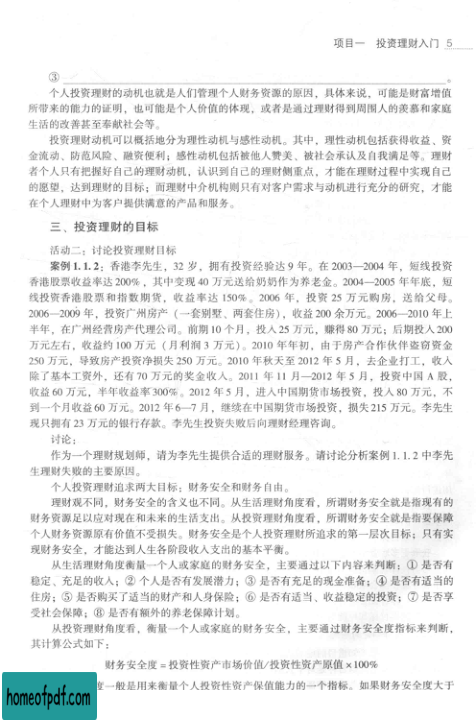 项目一 投资理财入门 5
③
个人投资理财的动机也就是人们管理个人财务资源的原因，具体来说，可能是财富增值
所带来的能力的证明，也可能是个人价值的体现，或者是通过理财得到周围人的羡慕和家庭
生活的改善甚至奉献社会等。
投资理财动机可以概括地分为理性动机与感性动机。其中，理性动机包括获得收益、资
金流动、防范风险、融资便利；感性动机包括被他人赞美、被社会承认及自我满足等。理财
者个人只有把握好自己的理财动机，认识到自己的理财侧重点，才能在理财过程中实现自己
的愿望，达到理财的目标；而理财中介机构则只有对客户需求与动机进行充分的研究，才能
在个人理财中为客户提供满意的产品和服务。
三、投资理财的目标
活动二：讨论投资理财目标
案例1.1.2：香港李先生，32 岁，拥有投资经验达 9 年。在 2003—2004 年，短线投资
香港股票收益率达 200%，其中变现 40 万元送给奶奶作为养老金。2004—2005 年年底，短
线投资香港股票和指数期货，收益率达 150%。2006 年，投资 25 万元购房，送给父母。
2006—2009 年，投资广州房产（一套别墅、两套住房），收益 200 余万元。2006—2010 年上
半年，在广州经营房产代理公司。前期 10 个月，投入 25 万元，赚得 80 万元；后期投入 200
万元左右，收益约 100 万元（月利润 3 万元）。2010 年年初，由于房产合作伙伴盗窃资金
250 万元，导致房产投资净损失 250 万元。2010 年秋天至 2012 年 5 月，去企业打工，收入
除了基本工资外，还有 70 万元的奖金收入。2011 年 11 月—2012 年 5 月，投资中国 A 股，
收益 60 万元，半年收益率300%。2012 年 5 月，进入中国期货市场投资，投入 80 万元，不
到一个月收益 60 万元。2012 年 6—7 月，继续在中国期货市场投资，损失 215 万元。李先生
现只拥有 23 万元的银行存款。李先生投资失败后向理财经理咨询。
讨论：
作为一个理财规划师，请为李先生提供合适的理财服务。请讨论分析案例 1.1.2 中李先
生理财失败的主要原因。
个人投资理财追求两大目标：财务安全和财务自由。
理财观不同，财务安全的含义也不同。从生活理财角度看，所谓财务安全就是指现有的
财务资源足以应对现在和未来的生活支出。从投资理财角度看，所谓财务安全就是指要保障
个人财务资源原有价值不受损失。财务安全是个人投资理财所追求的第一层次目标；只有实
现财务安全，才能达到人生各阶段收入支出的基本平衡。
从生活理财角度衡量一个人或家庭的财务安全，主要通过以下内容来判断：① 是否有
稳定、充足的收入；② 个人是否有发展潜力；③ 是否有充足的现金准备；④ 是否有适当的
住房；⑤ 是否购买了适当的财产和人身保险；⑥ 是否有适当、收益稳定的投资；⑦ 是否享
受社会保障；⑧ 是否有额外的养老保障计划。
从投资理财角度看，衡量一个人或家庭的财务安全，主要通过财务安全度指标来判断，
其计算公式如下：
财务安全度=投资性资产市场价值/投资性资产原值×100%
度一般是用来衡量个人投资性资产保值能力的一个指标。如果财务安全度大于
homeofpdf.com